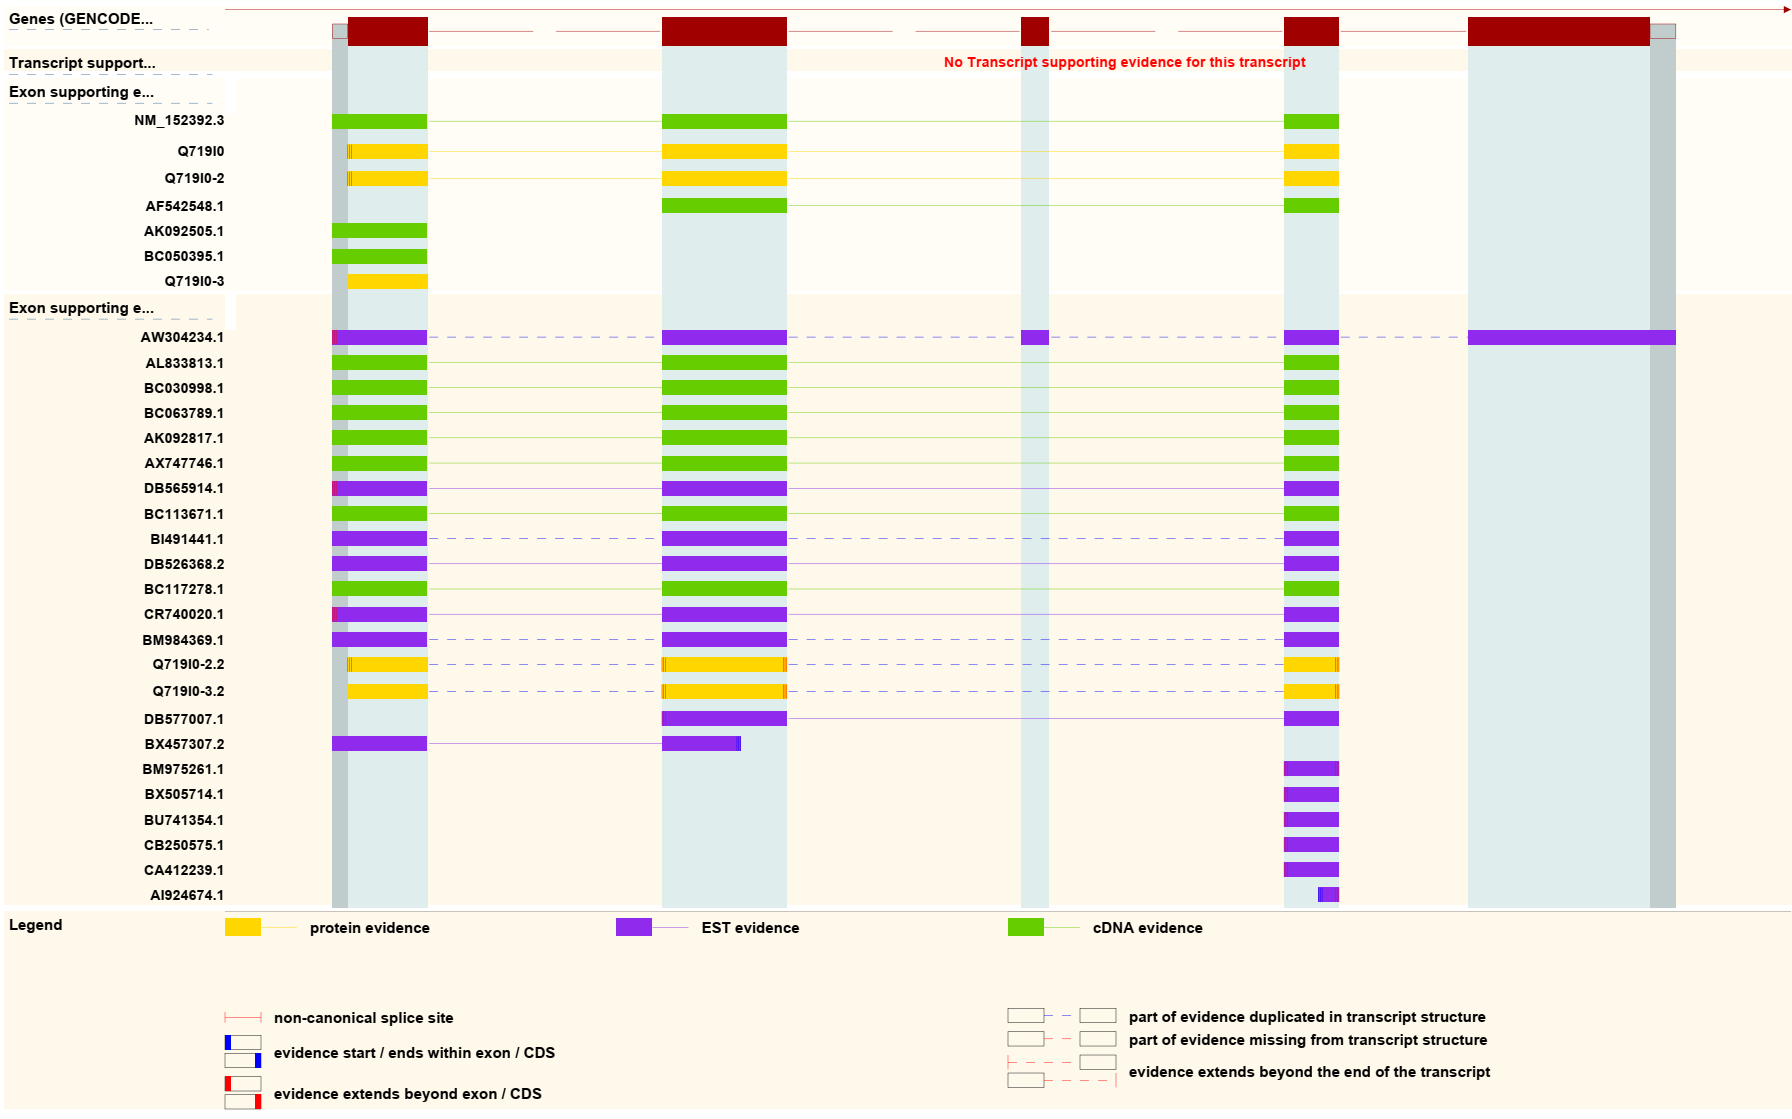 Genes (GENCODE...
Transcript support...
No Transcript supporting evidence for this transcript
Exon supporting e...
NM_152392.3
Q719I0
Q719I0-2
AF542548.1
AK092505.1
BC050395.1
Q719I0-3
Exon supporting e...
AW304234.1
AL833813.1
BC030998.1
BC063789.1
AK092817.1
AX747746.1
DB565914.1
BC113671.1
BI491441.1
DB526368.2
BC117278.1
CR740020.1
BM984369.1
Q719I0-2.2
Q719I0-3.2
DB577007.1
BX457307.2
BM975261.1
BX505714.1
BU741354.1
CB250575.1
CA412239.1
AI924674.1
Legend
protein evidence
EST evidence
cDNA evidence
non-canonical splice site
evidence start / ends within exon / CDS
evidence extends beyond exon / CDS
part of evidence duplicated in transcript structure
part of evidence missing from transcript structure
evidence extends beyond the end of the transcript